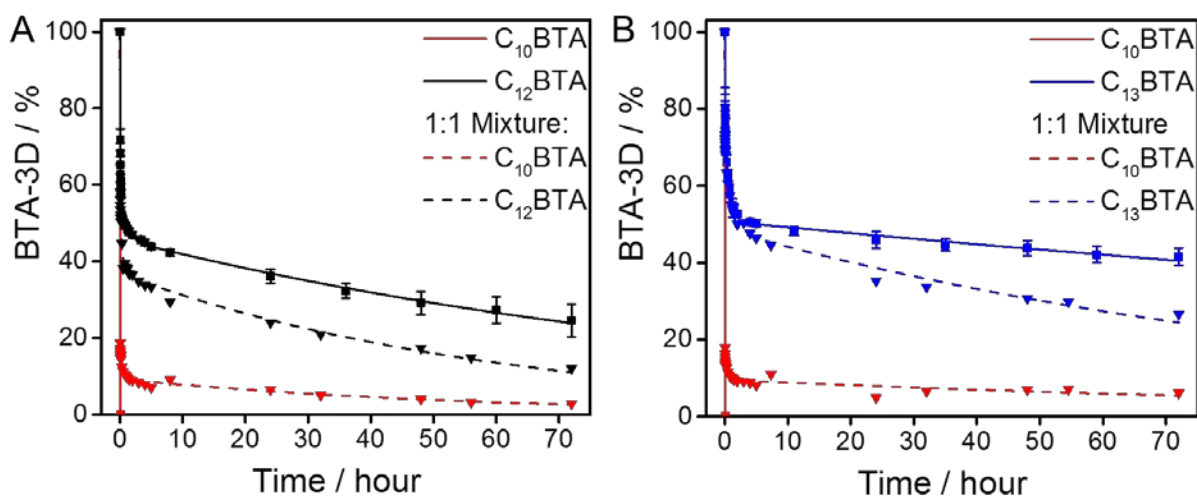 A
BTA-3D / %
100
80
60
40
20
0
0 10 20 30 40 50 60 70
Time / hour
C₁₀BTA
C₁₂BTA
1:1 Mixture:
C₁₀BTA
C₁₂BTA
B
BTA-3D / %
100
80
60
40
20
0
0 10 20 30 40 50 60 70
Time / hour
C₁₀BTA
C₁₃BTA
1:1 Mixture
C₁₀BTA
C₁₃BTA